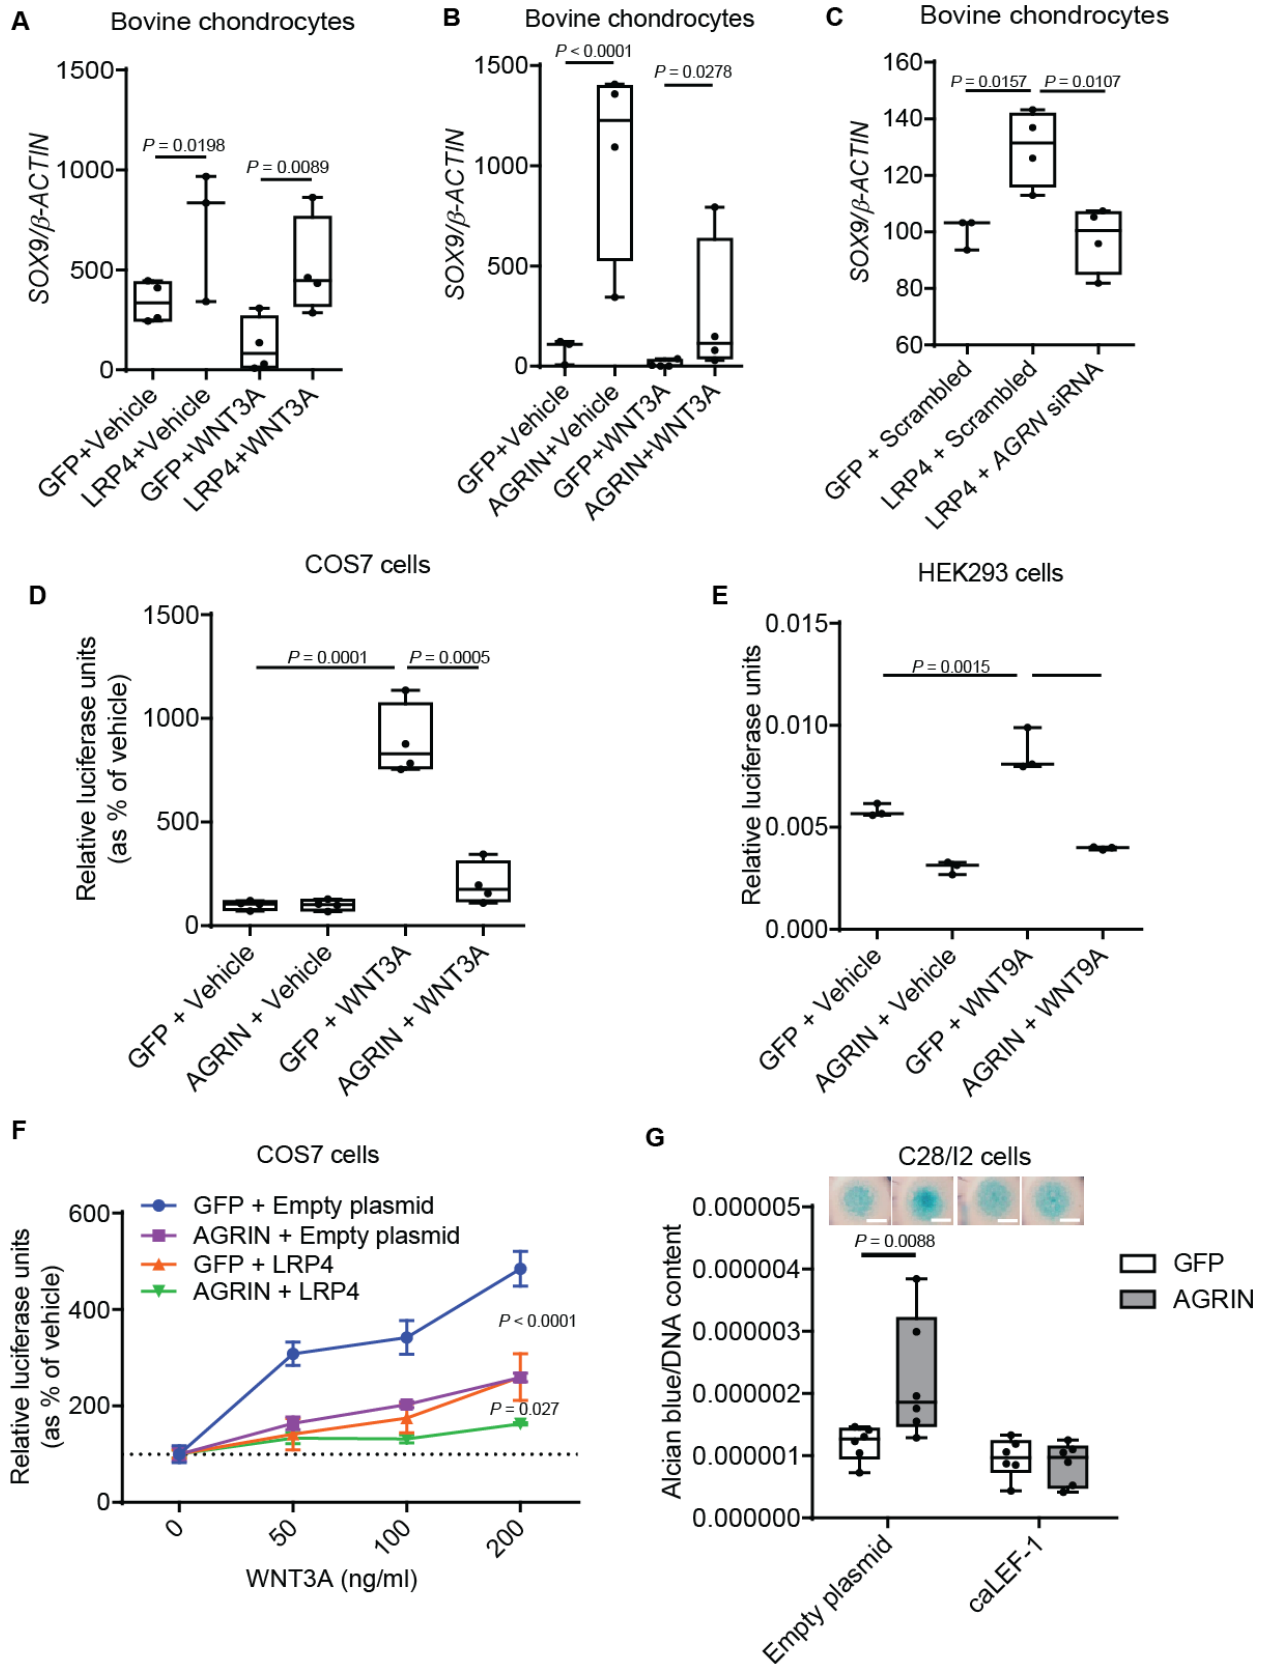 A
Bovine chondrocytes
SOX9/β-ACTIN
1500
1000
500
0
P = 0.0198
P = 0.0089
GFP+Vehicle
LRP4+Vehicle
GFP+WNT3A
LRP4+WNT3A
B
Bovine chondrocytes
SOX9/β-ACTIN
1500
1000
500
0
P < 0.0001
P = 0.0278
GFP+Vehicle
AGRIN+Vehicle
GFP+WNT3A
AGRIN+WNT3A
C
Bovine chondrocytes
SOX9/β-ACTIN
160
140
120
100
80
60
P = 0.0157
P = 0.0107
GFP + Scrambled
LRP4 + Scrambled
LRP4 + AGRN siRNA
D
COS7 cells
Relative luciferase units
(as % of vehicle)
1500
1000
500
0
P = 0.0001
P = 0.0005
GFP + Vehicle
AGRIN + Vehicle
GFP + WNT3A
AGRIN + WNT3A
E
HEK293 cells
Relative luciferase units
0.015
0.010
0.005
0.000
P = 0.0015
GFP + Vehicle
AGRIN + Vehicle
GFP + WNT9A
AGRIN + WNT9A
F
COS7 cells
Relative luciferase units
(as % of vehicle)
600
400
200
0
GFP + Empty plasmid
AGRIN + Empty plasmid
GFP + LRP4
AGRIN + LRP4
P < 0.0001
P = 0.027
0
50
100
200
WNT3A (ng/ml)
G
C28/I2 cells
Alcian blue/DNA content
0.000005
0.000004
0.000003
0.000002
0.000001
0.000000
P = 0.0088
GFP
AGRIN
Empty plasmid
caLEF-1